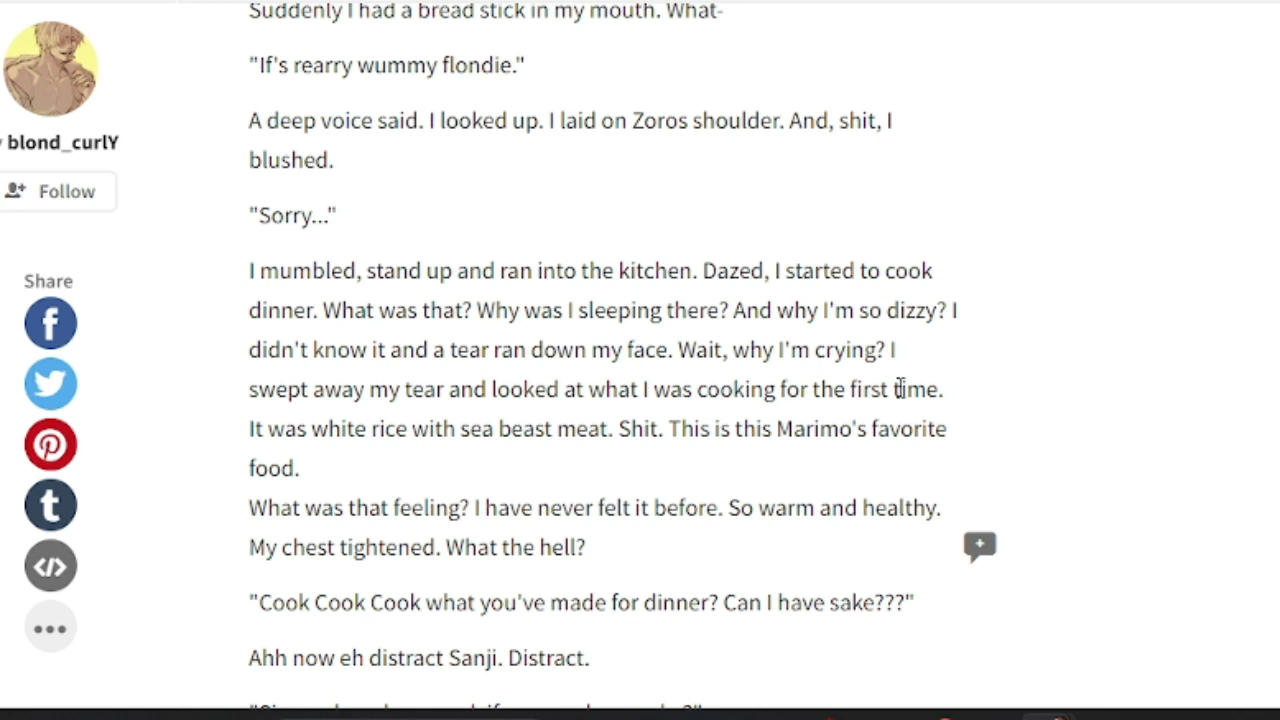 Suddenly I had a bread stick in my mouth. What-
"If's rearry wummy flondie."
A deep voice said. I looked up. I laid on Zoros shoulder. And, shit, I
blushed.
"Sorry..."
I mumbled, stand up and ran into the kitchen. Dazed, I started to cook
dinner. What was that? Why was I sleeping there? And why I'm so dizzy? I
didn't know it and a tear ran down my face. Wait, why I'm crying? I
swept away my tear and looked at what I was cooking for the first time.
It was white rice with sea beast meat. Shit. This is this Marimo's favorite
food.
What was that feeling? I have never felt it before. So warm and healthy.
My chest tightened. What the hell?
"Cook Cook Cook what you've made for dinner? Can I have sake???"
Ahh now eh distract Sanji. Distract.
blond_curlY
Follow
Share